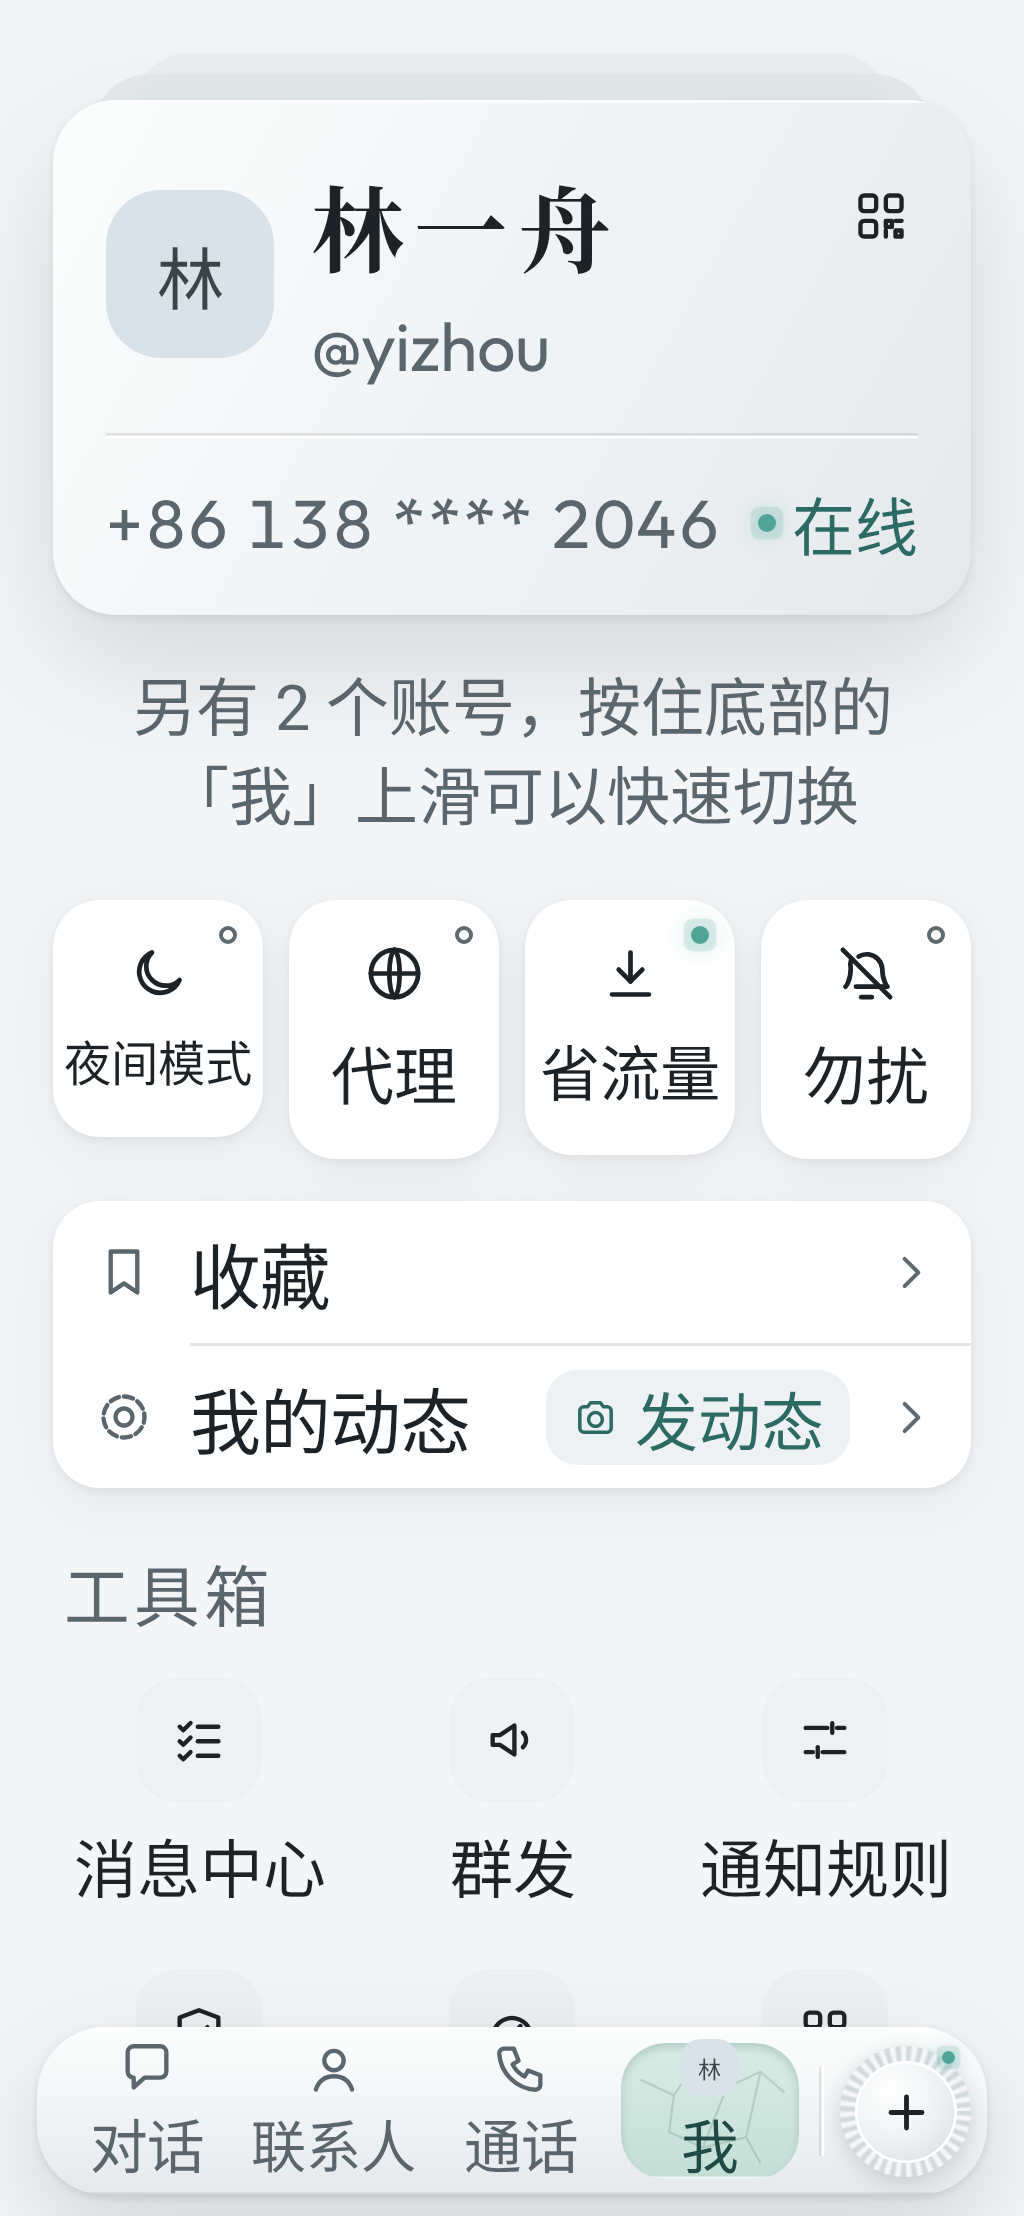 林
林一舟
@yizhou
+86 138 **** 2046
在线
另有 2 个账号，按住底部的
「我」上滑可以快速切换
夜间模式
代理
省流量
勿扰
收藏
我的动态
发动态
工具箱
消息中心
群发
通知规则
对话
联系人
通话
林
我